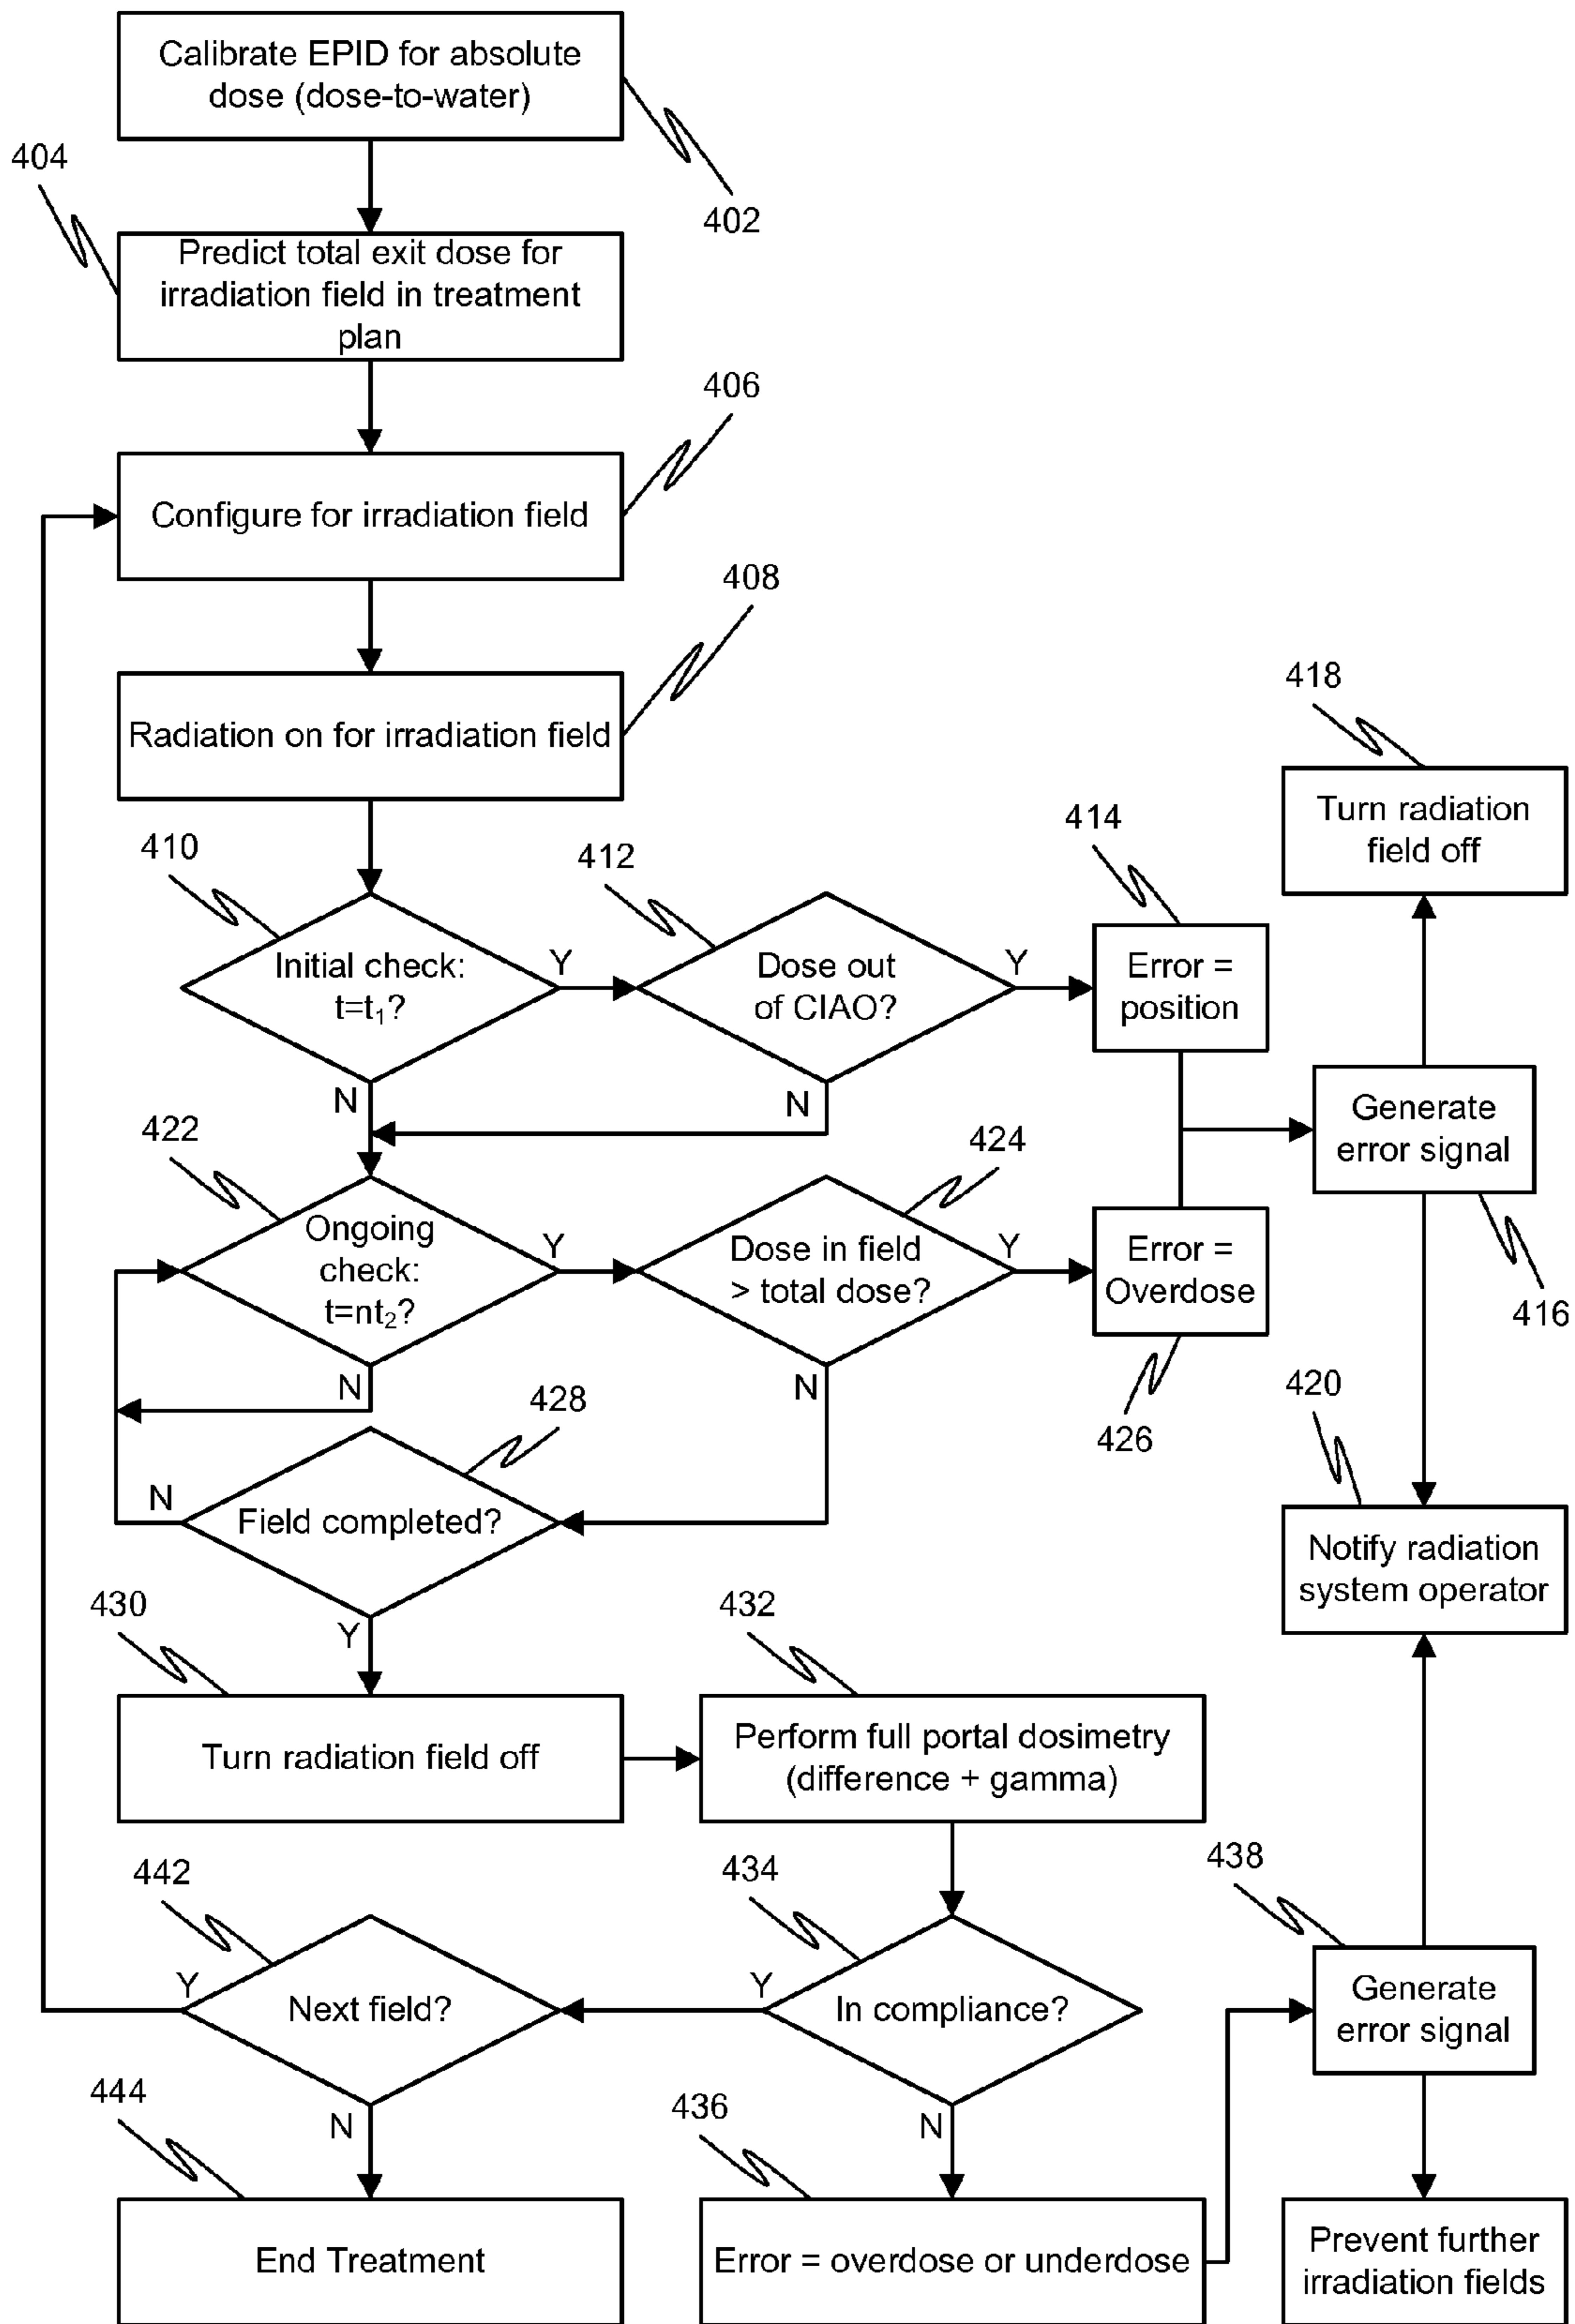 Calibrate EPID for absolute
dose (dose-to-water)
402
404
Predict total exit dose for
irradiation field in treatment
plan
406
Configure for irradiation field
408
Radiation on for irradiation field
418
Turn radiation
field off
410
Initial check:
t=t₁?
Y
N
412
Dose out
of CIAO?
Y
N
414
Error =
position
Generate
error signal
416
422
Ongoing
check:
t=nt₂?
Y
N
424
Dose in field
> total dose?
Y
N
Error =
Overdose
426
420
Notify radiation
system operator
428
Field completed?
N
Y
430
Turn radiation field off
432
Perform full portal dosimetry
(difference + gamma)
434
In compliance?
Y
N
438
Generate
error signal
442
Next field?
Y
N
444
End Treatment
436
Error = overdose or underdose
Prevent further
irradiation fields